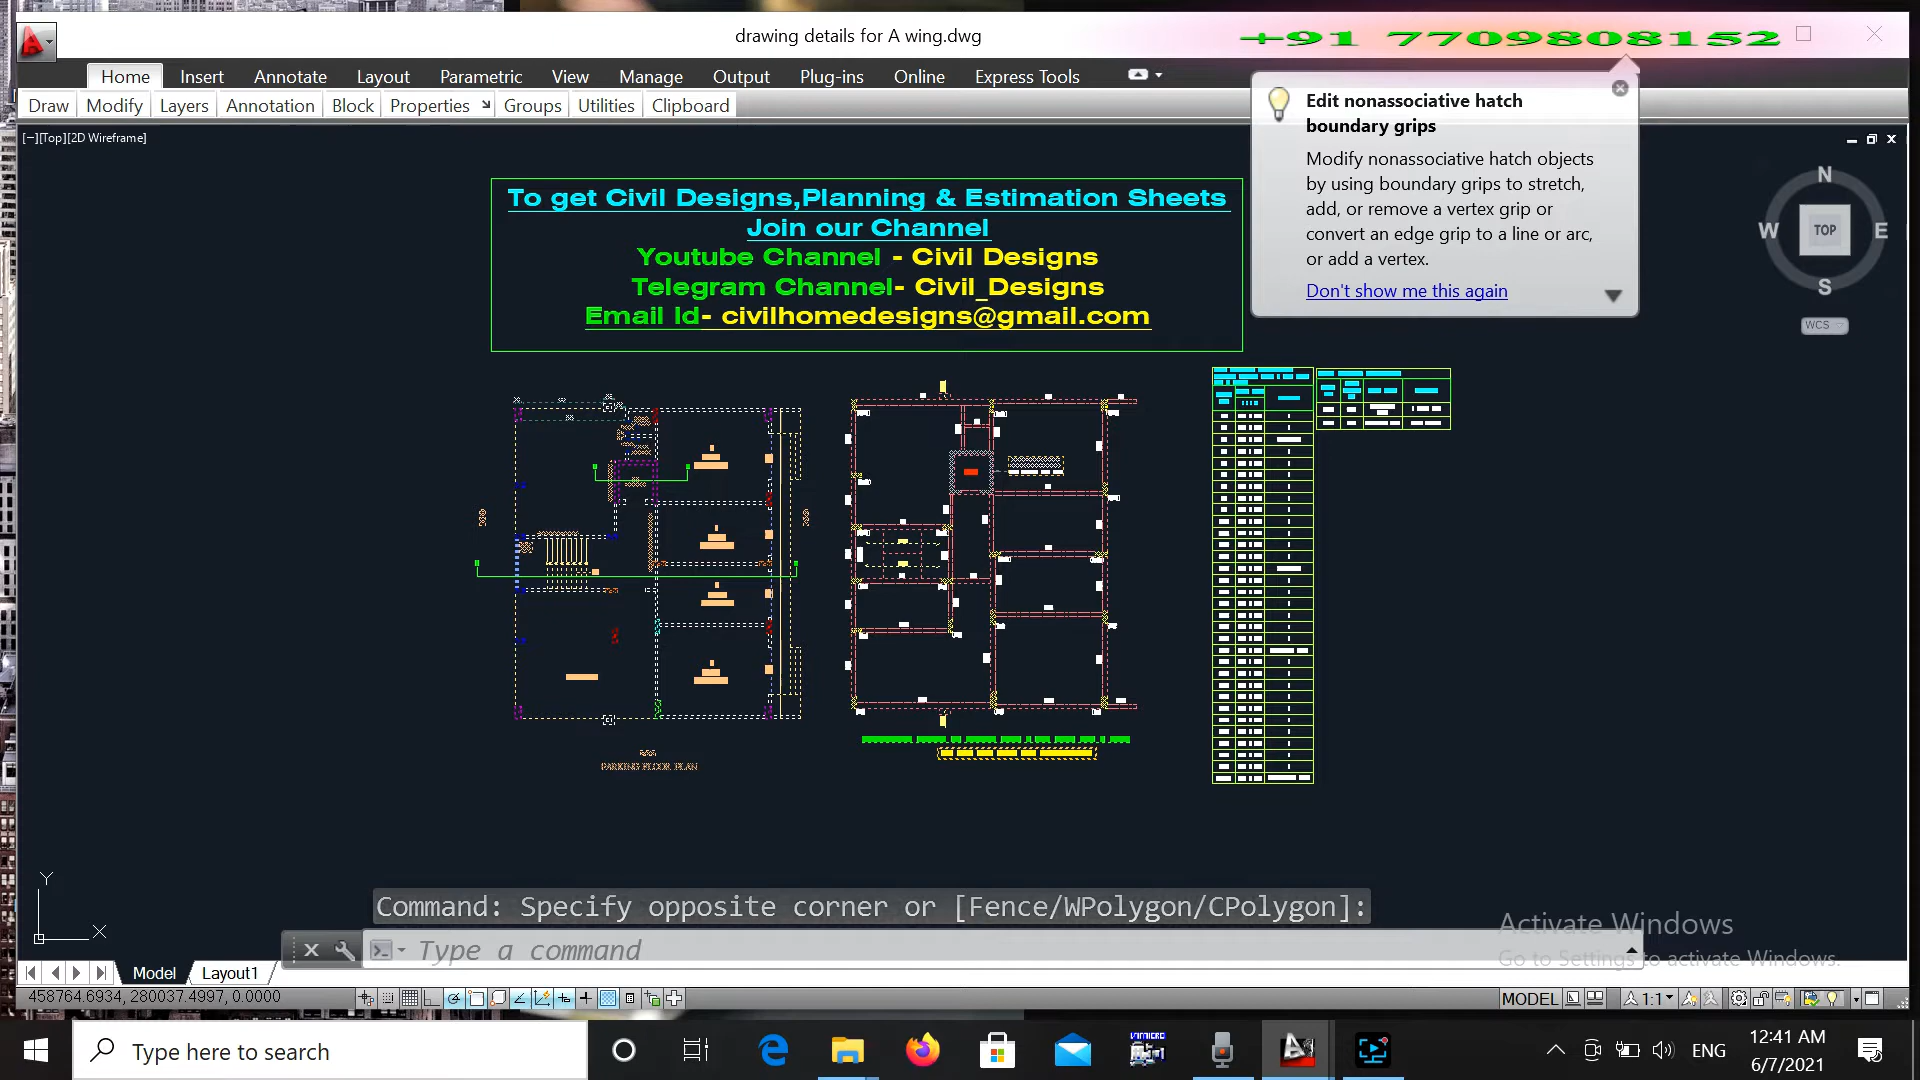 drawing details for A wing.dwg
+91 7709808152
Home Insert Annotate Layout Parametric View Manage Output Plug-ins Online Express Tools
Draw Modify Layers Annotation Block Properties Groups Utilities Clipboard
[−][Top][2D Wireframe]
Edit nonassociative hatch
boundary grips
Modify nonassociative hatch objects
by using boundary grips to stretch,
add, or remove a vertex grip or
convert an edge grip to a line or arc,
or add a vertex.
Don't show me this again
N
W TOP E
S
WCS
To get Civil Designs,Planning & Estimation Sheets
Join our Channel
Youtube Channel - Civil Designs
Telegram Channel- Civil_Designs
Email Id- civilhomedesigns@gmail.com
PARKING FLOOR PLAN
Y
X
Command: Specify opposite corner or [Fence/WPolygon/CPolygon]:
Type a command
Activate Windows
Go to Settings to activate Windows.
Model Layout1
458764.6934, 280037.4997, 0.0000
MODEL 1:1
Type here to search
VIMICRO
ENG
12:41 AM
6/7/2021